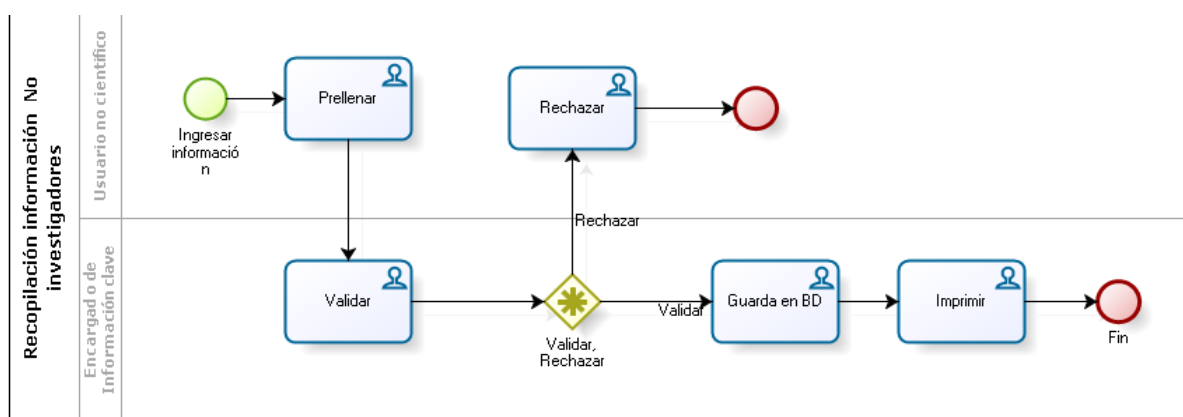 Recopilación información No
investigadores
Usuario no científico
Ingresar
informació
n
Prellenar
Rechazar
Rechazar
Encargado de
Información clave
Validar
Validar,
Rechazar
Validar
Guarda en BD
Imprimir
Fin